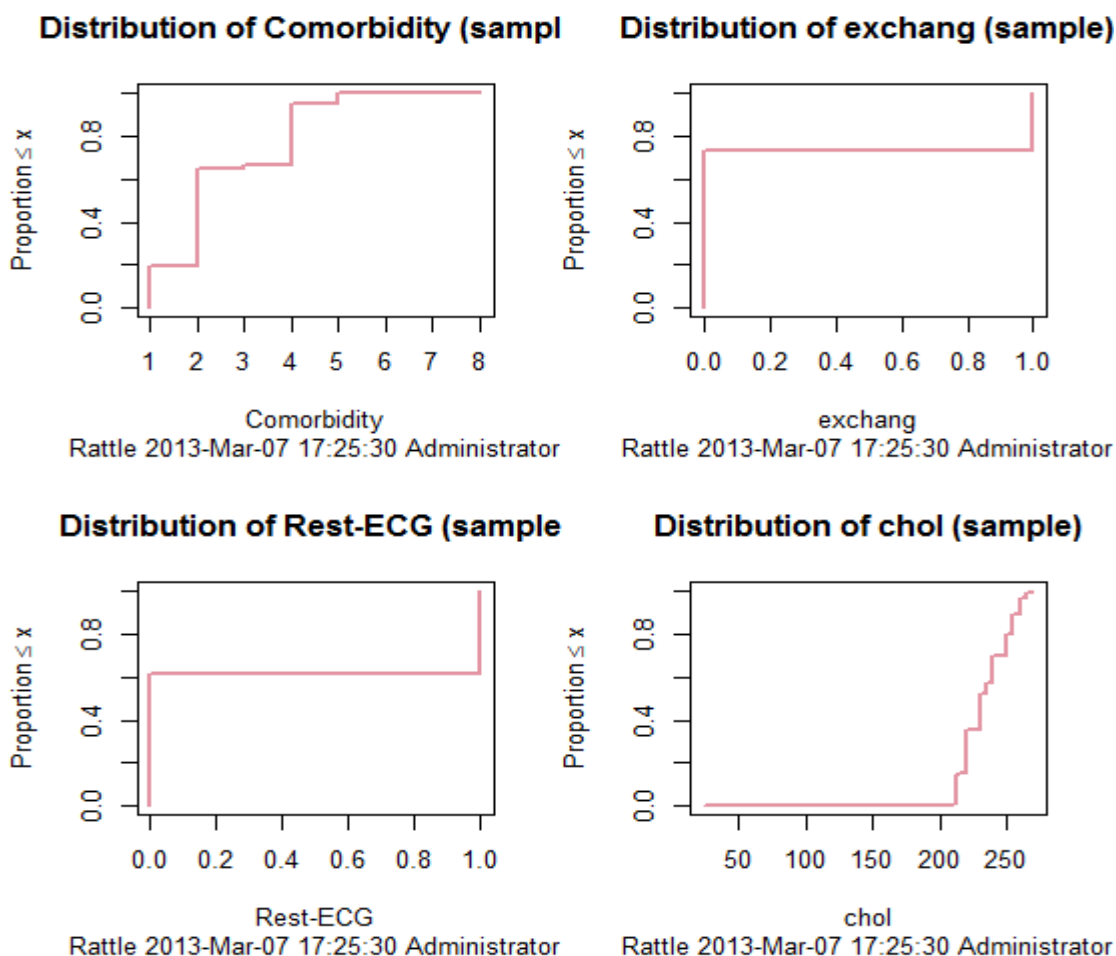 Distribution of Comorbidity (sampl
Proportion ≤ x
0.0 0.4 0.8
1 2 3 4 5 6 7 8
Comorbidity
Rattle 2013-Mar-07 17:25:30 Administrator
Distribution of exchang (sample)
Proportion ≤ x
0.0 0.4 0.8
0.0 0.2 0.4 0.6 0.8 1.0
exchang
Rattle 2013-Mar-07 17:25:30 Administrator
Distribution of Rest-ECG (sample
Proportion ≤ x
0.0 0.4 0.8
0.0 0.2 0.4 0.6 0.8 1.0
Rest-ECG
Rattle 2013-Mar-07 17:25:30 Administrator
Distribution of chol (sample)
Proportion ≤ x
0.0 0.4 0.8
50 100 150 200 250
chol
Rattle 2013-Mar-07 17:25:30 Administrator